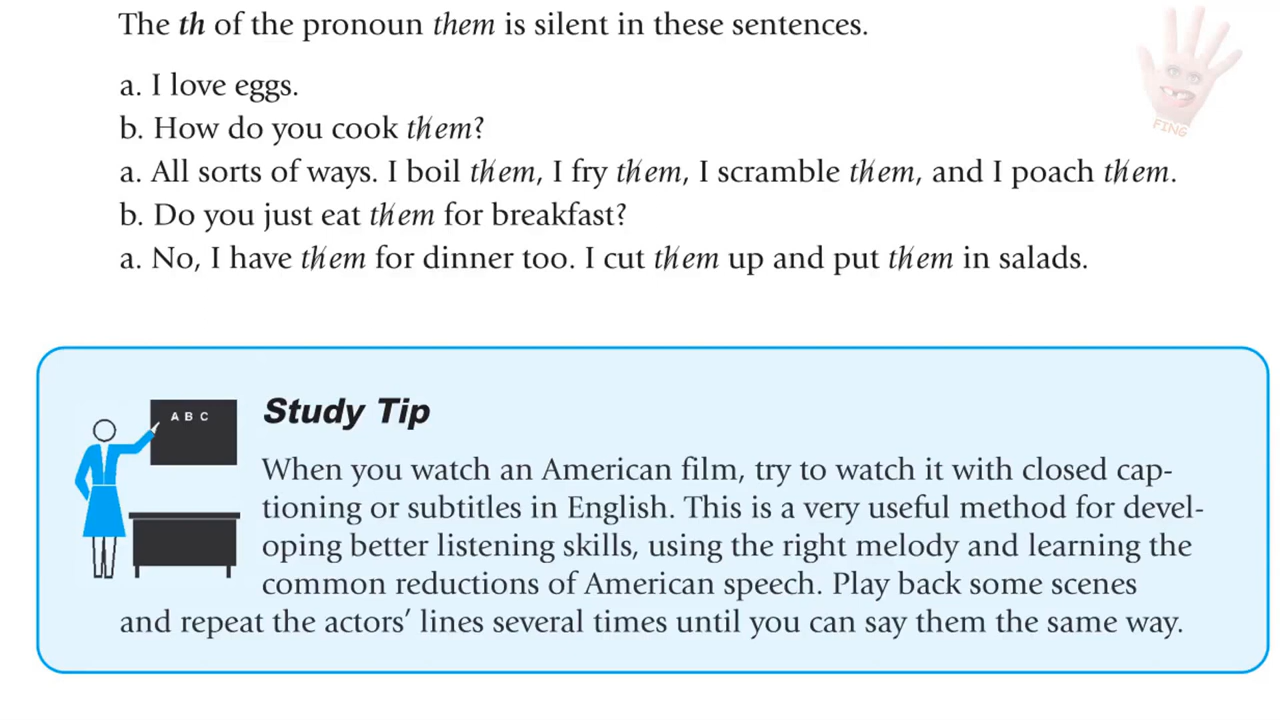 The th of the pronoun them is silent in these sentences.
a. I love eggs.
b. How do you cook them?
a. All sorts of ways. I boil them, I fry them, I scramble them, and I poach them.
b. Do you just eat them for breakfast?
a. No, I have them for dinner too. I cut them up and put them in salads.
FING
A B C
Study Tip
When you watch an American film, try to watch it with closed cap-
tioning or subtitles in English. This is a very useful method for devel-
oping better listening skills, using the right melody and learning the
common reductions of American speech. Play back some scenes
and repeat the actors’ lines several times until you can say them the same way.